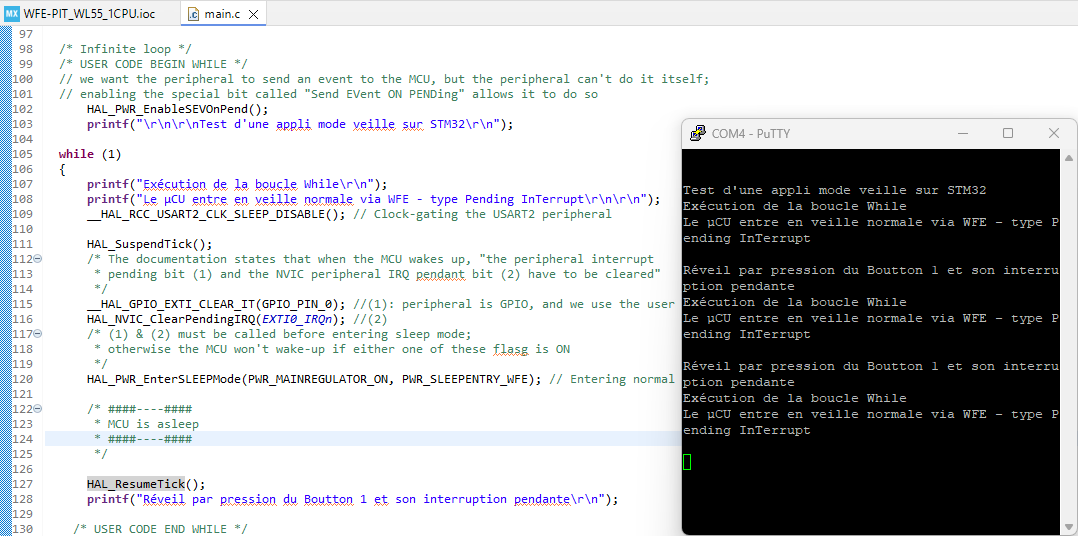 WFE-PIT_WL55_1CPU.ioc
main.c
97
98 /* Infinite loop */
99 /* USER CODE BEGIN WHILE */
100 // we want the peripheral to send an event to the MCU, but the peripheral can't do it itself;
101 // enabling the special bit called "Send EVent ON PENDing" allows it to do so
102 HAL_PWR_EnableSEVOnPend();
103 printf("\r\n\r\nTest d'une appli mode veille sur STM32\r\n");
104
105 while (1)
106 {
107 printf("Exécution de la boucle While\r\n");
108 printf("Le µCU entre en veille normale via WFE - type Pending InTerrupt\r\n\r\n");
109 __HAL_RCC_USART2_CLK_SLEEP_DISABLE(); // Clock-gating the USART2 peripheral
110
111 HAL_SuspendTick();
112 /* The documentation states that when the MCU wakes up, "the peripheral interrupt
113 * pending bit (1) and the NVIC peripheral IRQ pendant bit (2) have to be cleared"
114 */
115 __HAL_GPIO_EXTI_CLEAR_IT(GPIO_PIN_0); //(1): peripheral is GPIO, and we use the user
116 HAL_NVIC_ClearPendingIRQ(EXTI0_IRQn); //(2)
117 /* (1) & (2) must be called before entering sleep mode;
118 * otherwise the MCU won't wake-up if either one of these flasg is ON
119 */
120 HAL_PWR_EnterSLEEPMode(PWR_MAINREGULATOR_ON, PWR_SLEEPENTRY_WFE); // Entering normal
121
122 /* ####----####
123 * MCU is asleep
124 * ####----####
125 */
126
127 HAL_ResumeTick();
128 printf("Réveil par pression du Boutton 1 et son interruption pendante\r\n");
129
130 /* USER CODE END WHILE */
COM4 - PuTTY
Test d'une appli mode veille sur STM32
Exécution de la boucle While
Le µCU entre en veille normale via WFE - type P
ending InTerrupt
Réveil par pression du Boutton 1 et son interru
ption pendante
Exécution de la boucle While
Le µCU entre en veille normale via WFE - type P
ending InTerrupt
Réveil par pression du Boutton 1 et son interru
ption pendante
Exécution de la boucle While
Le µCU entre en veille normale via WFE - type P
ending InTerrupt